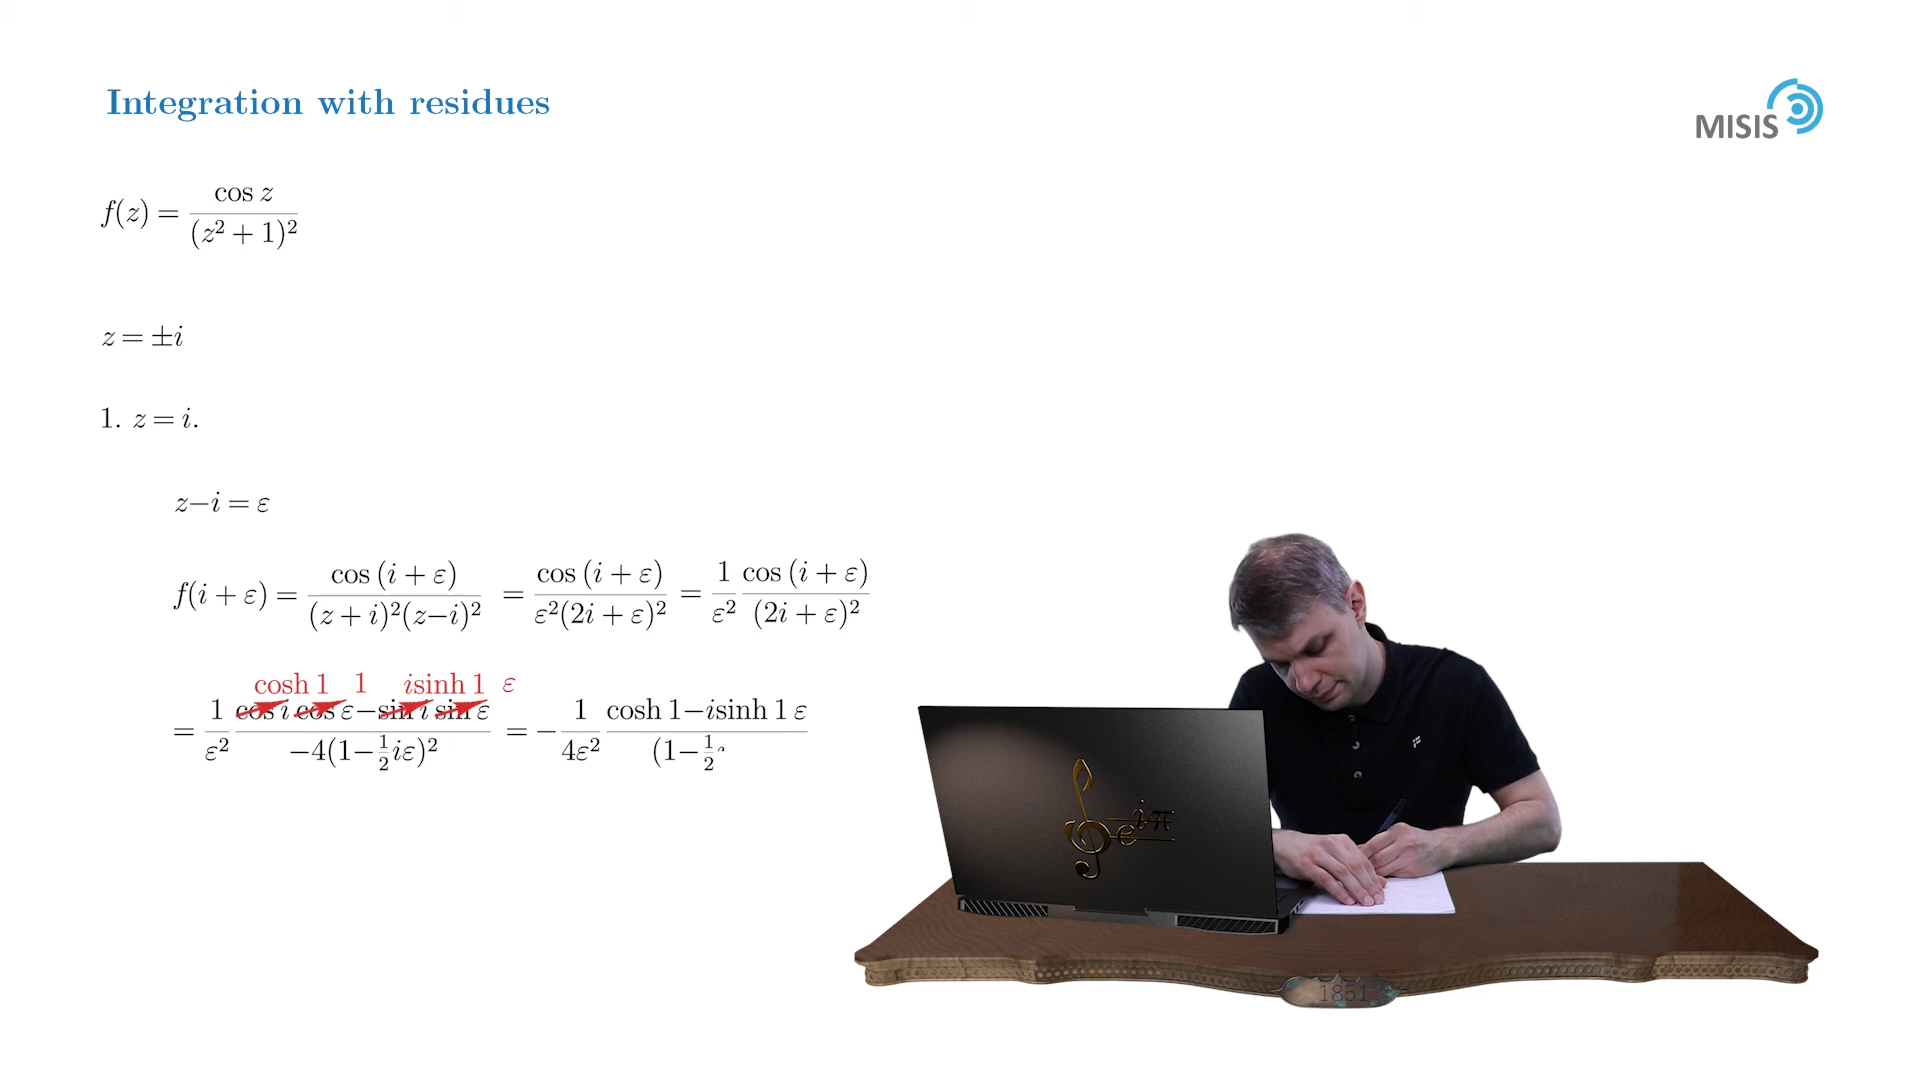 Integration with residues
MISIS
f(z) = cos z / (z² + 1)²
z = ±i
1. z = i.
z−i = ε
f(i + ε) = cos (i + ε) / (z + i)²(z−i)² = cos (i + ε) / ε²(2i + ε)² = 1/ε² cos (i + ε) / (2i + ε)²
cosh 1 1 isinh 1 ε
= 1/ε² cos i cos ε−sin i sin ε / −4(1−½iε)² = − 1/4ε² cosh 1−isinh 1 ε / (1−½
eiπ
1851